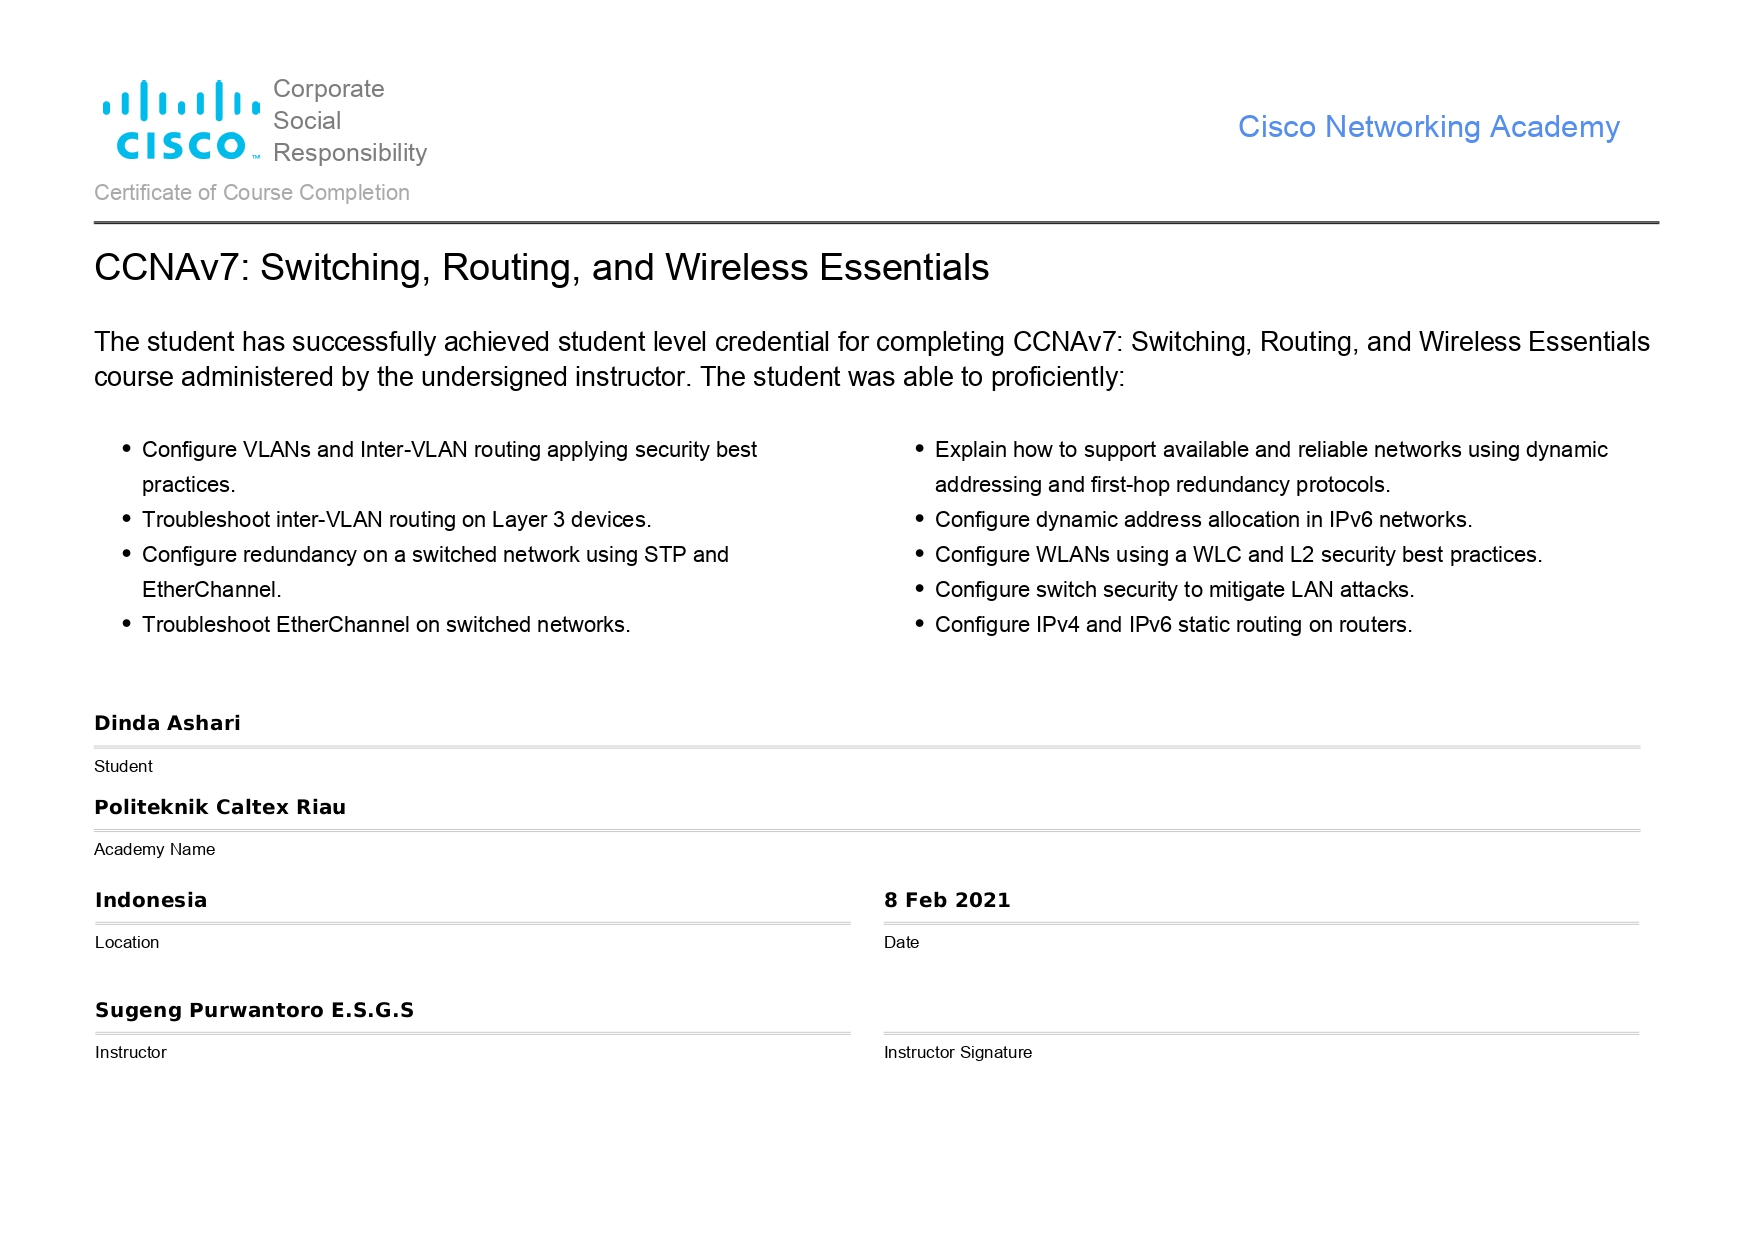 Corporate
Social
Responsibility
CISCO™
Cisco Networking Academy
Certificate of Course Completion
CCNAv7: Switching, Routing, and Wireless Essentials
The student has successfully achieved student level credential for completing CCNAv7: Switching, Routing, and Wireless Essentials
course administered by the undersigned instructor. The student was able to proficiently:
• Configure VLANs and Inter-VLAN routing applying security best
practices.
• Troubleshoot inter-VLAN routing on Layer 3 devices.
• Configure redundancy on a switched network using STP and
EtherChannel.
• Troubleshoot EtherChannel on switched networks.
• Explain how to support available and reliable networks using dynamic
addressing and first-hop redundancy protocols.
• Configure dynamic address allocation in IPv6 networks.
• Configure WLANs using a WLC and L2 security best practices.
• Configure switch security to mitigate LAN attacks.
• Configure IPv4 and IPv6 static routing on routers.
Dinda Ashari
Student
Politeknik Caltex Riau
Academy Name
Indonesia
Location
8 Feb 2021
Date
Sugeng Purwantoro E.S.G.S
Instructor
Instructor Signature